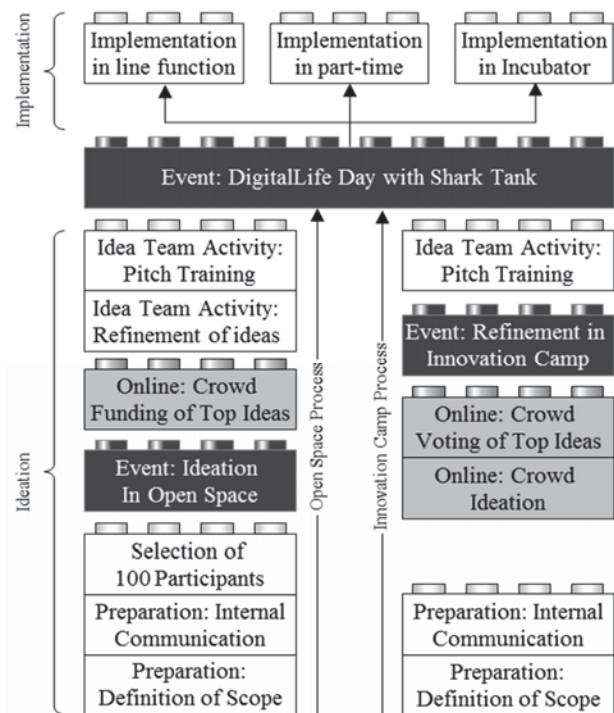 Implementation
Implementation
in line function
Implementation
in part-time
Implementation
in Incubator
Event: DigitalLife Day with Shark Tank
Ideation
Idea Team Activity:
Pitch Training
Idea Team Activity:
Refinement of ideas
Online: Crowd
Funding of Top Ideas
Event: Ideation
In Open Space
Selection of
100 Participants
Preparation: Internal
Communication
Preparation:
Definition of Scope
Open Space Process
Innovation Camp Process
Idea Team Activity:
Pitch Training
Event: Refinement in
Innovation Camp
Online: Crowd
Voting of Top Ideas
Online: Crowd
Ideation
Preparation: Internal
Communication
Preparation:
Definition of Scope